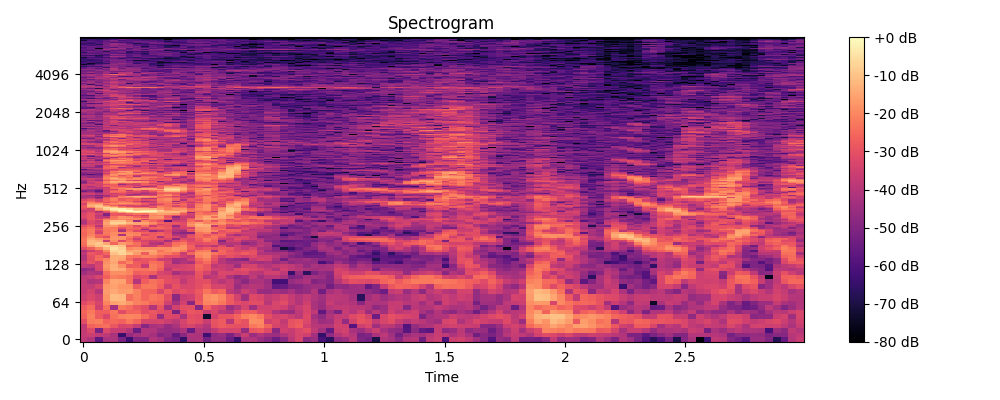 Spectrogram
Hz
4096
2048
1024
512
256
128
64
0
0
0.5
1
1.5
2
2.5
Time
+0 dB
-10 dB
-20 dB
-30 dB
-40 dB
-50 dB
-60 dB
-70 dB
-80 dB